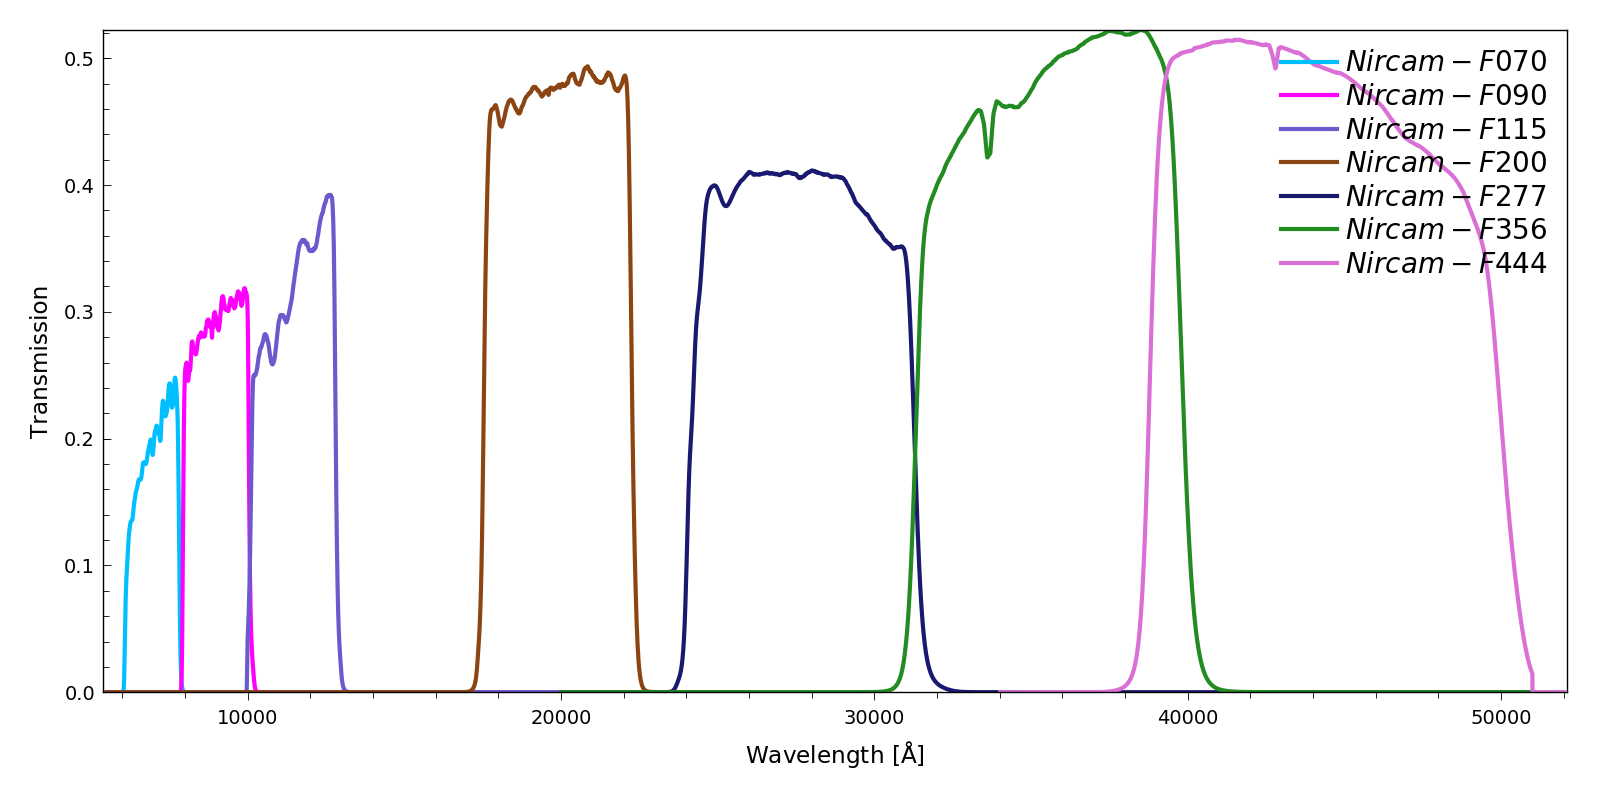 Nircam – F070
Nircam – F090
Nircam – F115
Nircam – F200
Nircam – F277
Nircam – F356
Nircam – F444
0.5
0.4
0.3
0.2
0.1
0.0
Transmission
10000
20000
30000
40000
50000
Wavelength [Å]